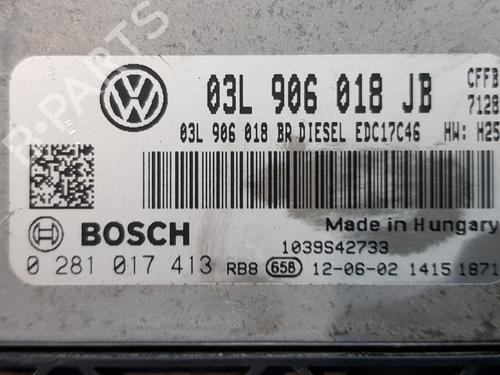 03L 906 018 JB CFFB
7128
03L 906 018 BR DIESEL EDC17C46 HW: H25
Made in Hungary
BOSCH 1039S42733
0 281 017 413 RB8 658 12-06-02 1415 1871
B-PARTS